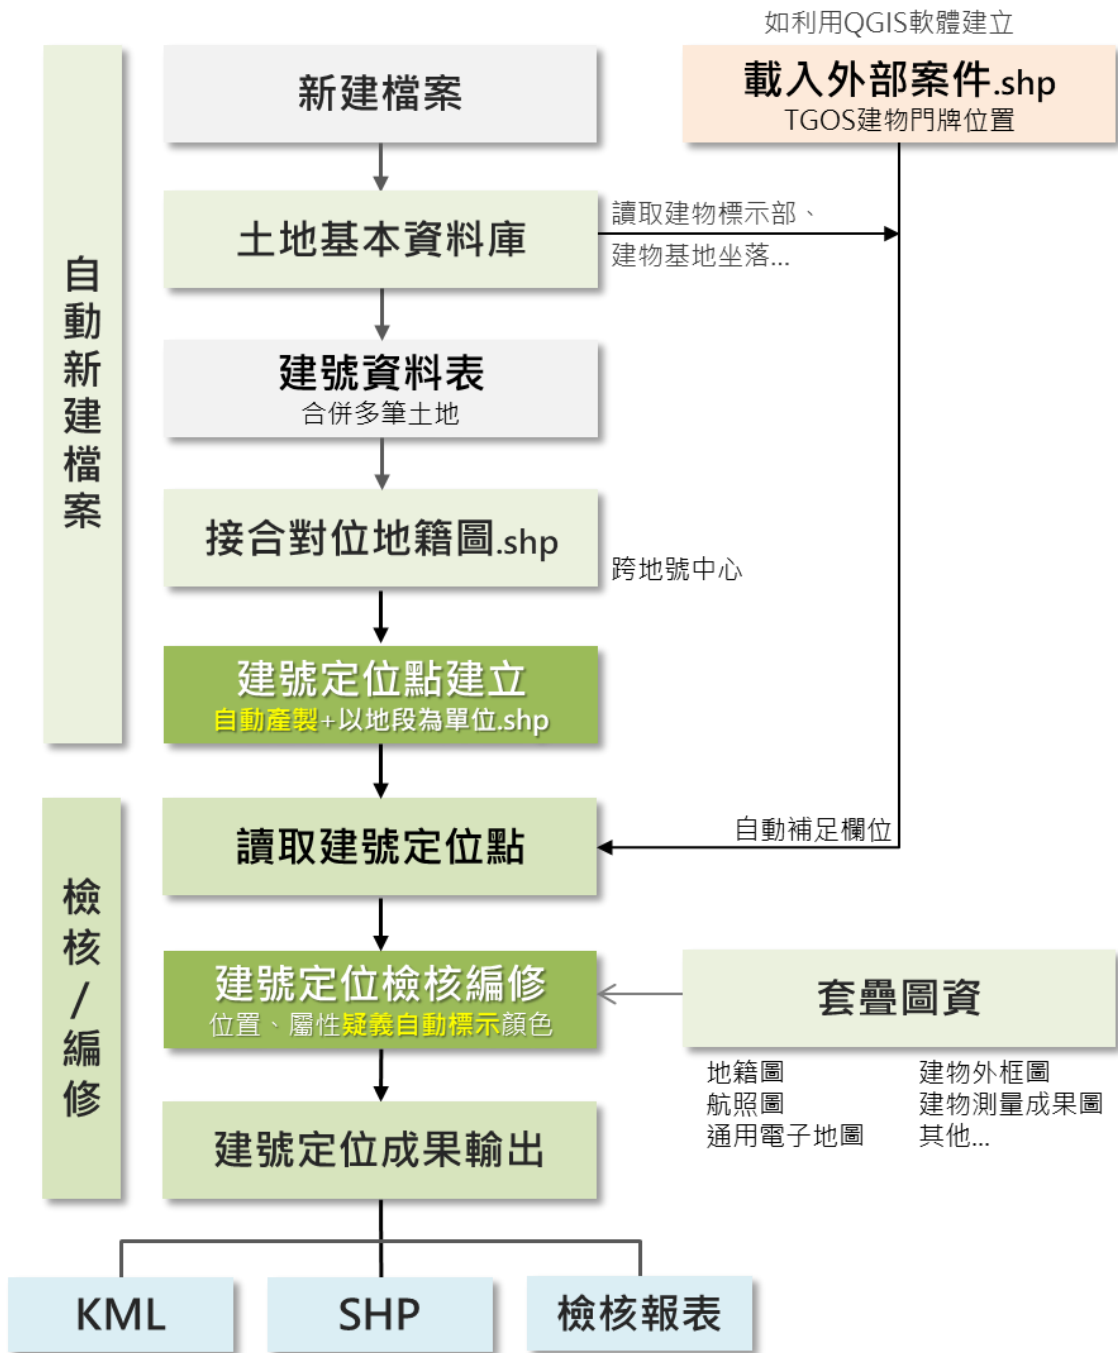 如利用QGIS軟體建立
新建檔案
載入外部案件.shp
TGOS建物門牌位置
自動新建檔案
土地基本資料庫
讀取建物標示部、
建物基地坐落...
建號資料表
合併多筆土地
接合對位地籍圖.shp
跨地號中心
建號定位點建立
自動產製+以地段為單位.shp
檢核/編修
讀取建號定位點
自動補足欄位
建號定位檢核編修
位置、屬性疑義自動標示顏色
套疊圖資
地籍圖
航照圖
通用電子地圖
建物外框圖
建物測量成果圖
其他...
建號定位成果輸出
KML
SHP
檢核報表